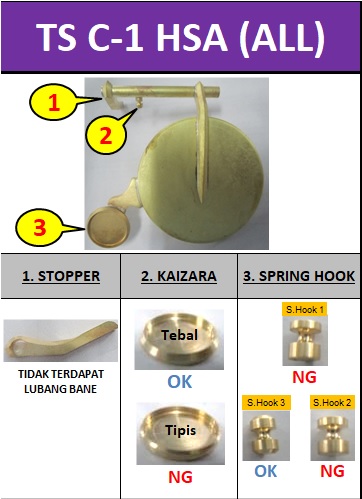 TS C-1 HSA (ALL)
1
2
3
1. STOPPER
2. KAIZARA
3. SPRING HOOK
TIDAK TERDAPAT
LUBANG BANE
Tebal
OK
Tipis
NG
S.Hook 1
NG
S.Hook 3
S.Hook 2
OK
NG